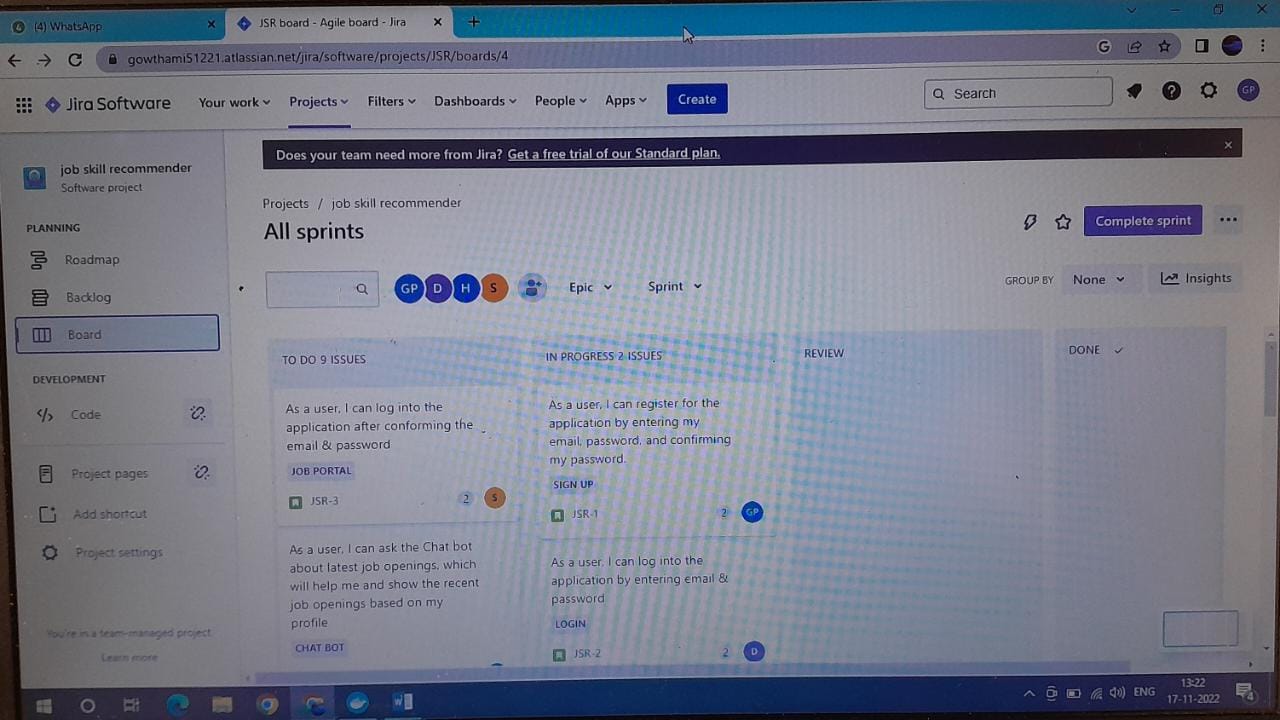 (4) WhatsApp
JSR board - Agile board - Jira
gowthami51221.atlassian.net/jira/software/projects/JSR/boards/4
G
Jira Software
Your work
Projects
Filters
Dashboards
People
Apps
Create
Search
GP
Does your team need more from Jira? Get a free trial of our Standard plan.
job skill recommender
Software project
PLANNING
Roadmap
Backlog
Board
DEVELOPMENT
Code
Project pages
Add shortcut
Project settings
You're in a team-managed project
Learn more
Projects / job skill recommender
All sprints
Complete sprint
GP D H S
Epic
Sprint
GROUP BY
None
Insights
TO DO 9 ISSUES
As a user, I can log into the
application after conforming the
email & password
JOB PORTAL
JSR-3
2
S
As a user, I can ask the Chat bot
about latest job openings, which
will help me and show the recent
job openings based on my
profile
CHAT BOT
IN PROGRESS 2 ISSUES
As a user, I can register for the
application by entering my
email, password, and confirming
my password.
SIGN UP
JSR-1
2
GP
As a user, I can log into the
application by entering email &
password
LOGIN
JSR-2
2
D
REVIEW
DONE
ENG
13:22
17-11-2022
4